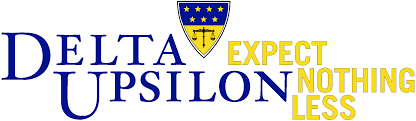 DELTA
UPSILON
EXPECT
NOTHING
LESS